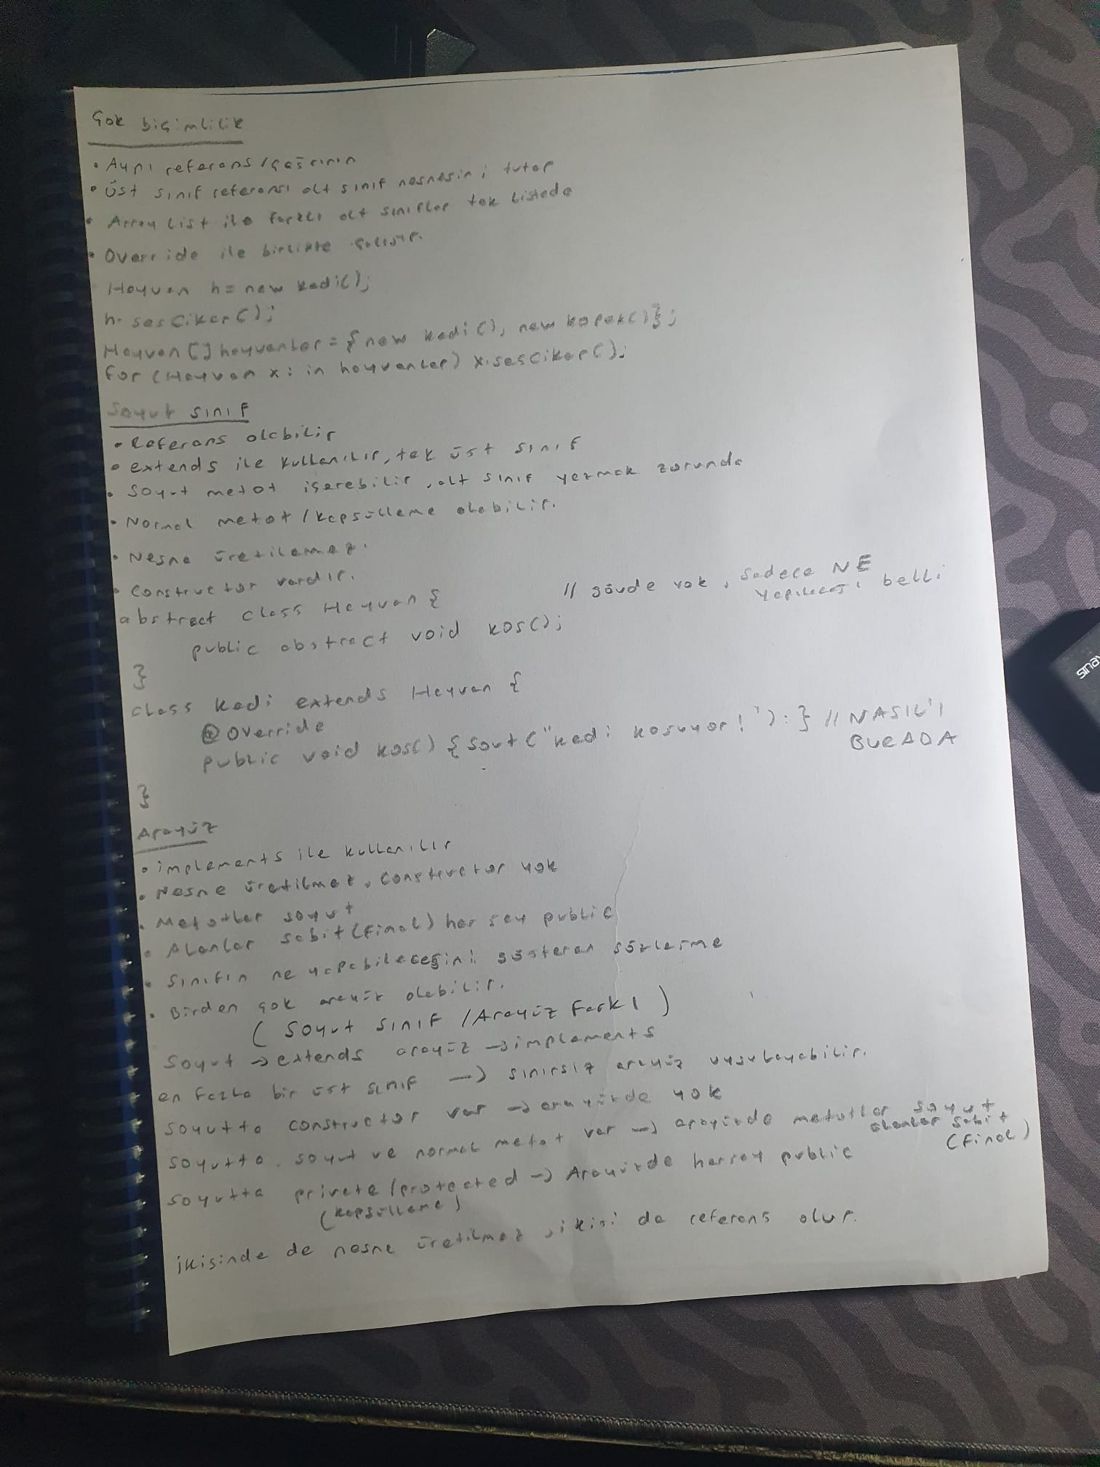 Çok biçimlilik
• Aynı referans/çağrının
• Üst sınıf referansı alt sınıf nesnesini tutar
• Array List ile farklı alt sınıflar tek listede
• Override ile birlikte çalışır.
Hayvan h= new kedi();
h.sesCikar();
Hayvan[] hayvanlar = {new kedi(), new kopek()};
for (Hayvan x: in hayvanlar) x.sesCikar();
Soyut sınıf
• Referans olabilir
• extends ile kullanılır, tek üst sınıf
• Soyut metot içerebilir, alt sınıf yazmak zorunda
• Normal metot/kapsülleme olabilir.
• Nesne üretilemez.
• Constructor vardır.
abstract class Hayvan { // gövde yok, sadece NE
yapılacağı belli
public abstract void kos();
}
class kedi extends Hayvan {
@Override
public void kos() {sout("kedi kosuyor!"); } // NASIL'I
BURADA
}
Arayüz
• implements ile kullanılır
• Nesne üretilmez, constructor yok
• Metotlar soyut
• Alanlar sabit(final) her şey public
• Sınıfın ne yapabileceğini gösteren sözleşme
• Birden çok arayüz olabilir.
(Soyut sınıf /Arayüz Farkı)
Soyut → extends arayüz → implements
en fazla bir üst sınıf → sınırsız arayüz uygulayabilir.
soyutta constructor var → arayüzde yok
soyutta soyut ve normal metot var → arayüzde metotlar soyut
alanlar sabit
(final)
soyutta private/protected → Arayüzde herşey public
(kapsülleme)
ikisinde de nesne üretilmez, ikisi de referans olur.